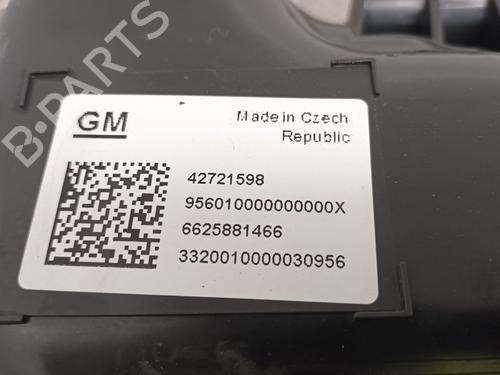 B-PARTS
GM
Made in Czech
Republic
42721598
956010000000000X
6625881466
3320010000030956